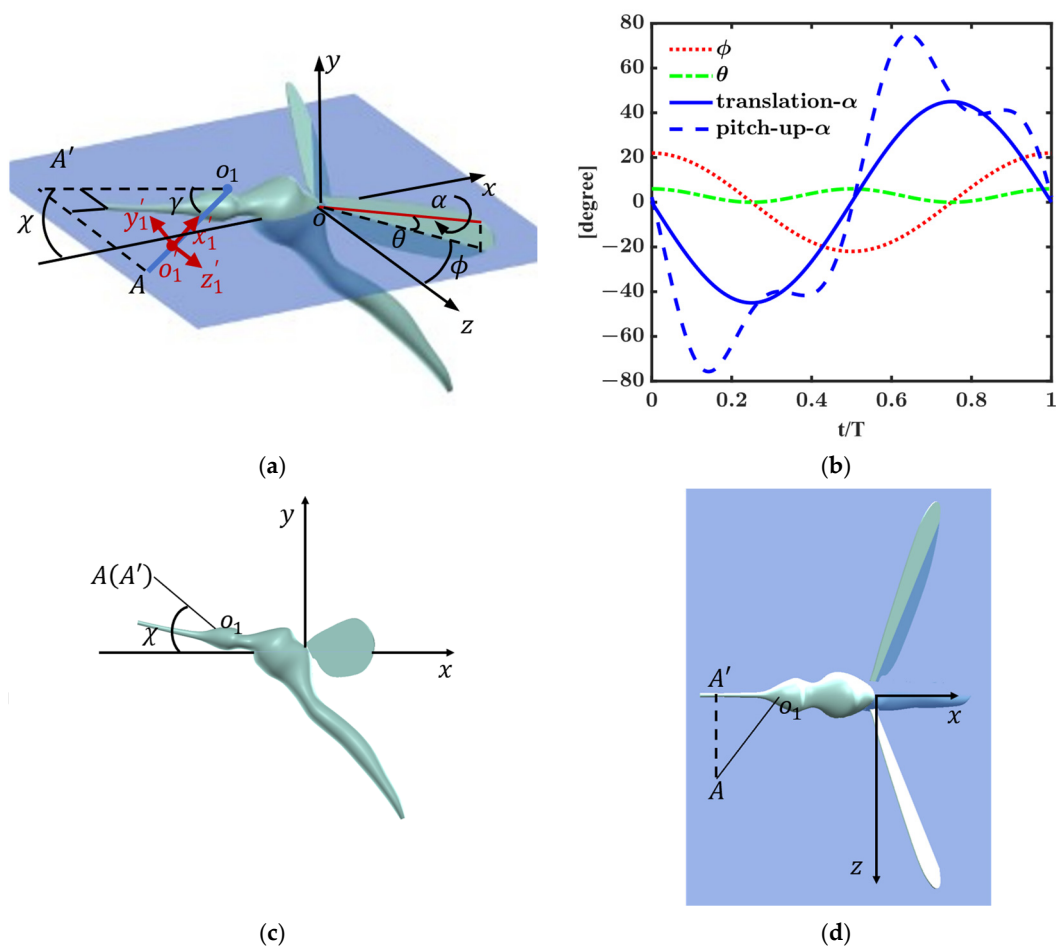 y
A′
o₁
x
γ
o
α
χ
y₁′
x₁′
θ
ϕ
o₁′
z₁′
A
z
(a)
80
60
40
20
0
−20
−40
−60
−80
[degree]
ϕ
θ
translation-α
pitch-up-α
0 0.2 0.4 0.6 0.8 1
t/T
(b)
y
A(A′)
o₁
χ
x
(c)
A′
o₁
x
A
z
(d)